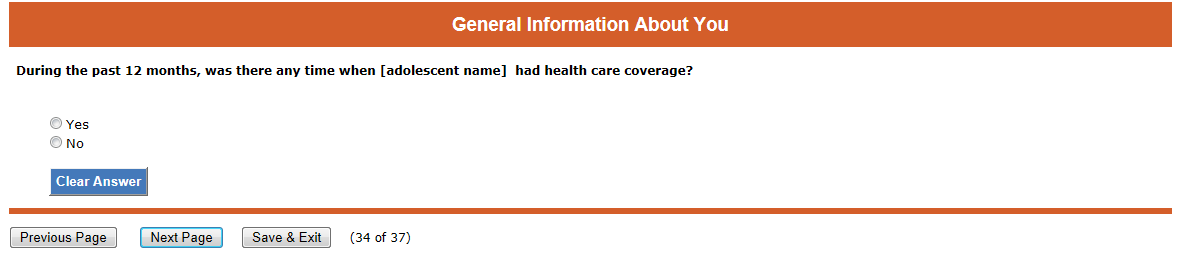 General Information About You
During the past 12 months, was there any time when [adolescent name]  had health care coverage?
Yes
No
Clear Answer
Previous Page Next Page Save & Exit (34 of 37)